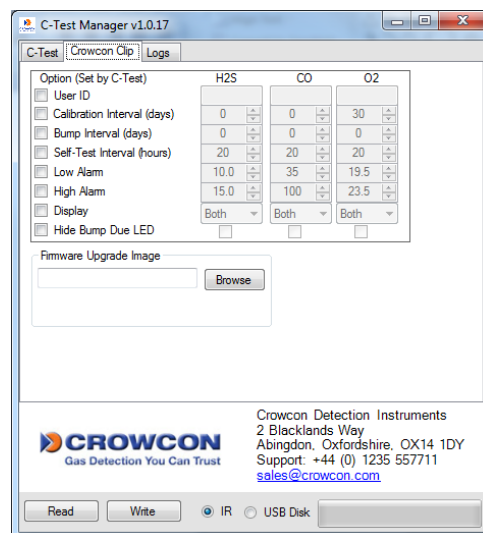 C-Test Manager v1.0.17
C-Test Crowcon Clip Logs
Option (Set by C-Test) H2S CO O2
User ID
Calibration Interval (days) 0 0 30
Bump Interval (days) 0 0 0
Self-Test Interval (hours) 20 20 20
Low Alarm 10.0 35 19.5
High Alarm 15.0 100 23.5
Display Both Both Both
Hide Bump Due LED
Firmware Upgrade Image
Browse
CROWCON
Gas Detection You Can Trust
Crowcon Detection Instruments
2 Blacklands Way
Abingdon, Oxfordshire, OX14 1DY
Support: +44 (0) 1235 557711
sales@crowcon.com
Read Write IR USB Disk